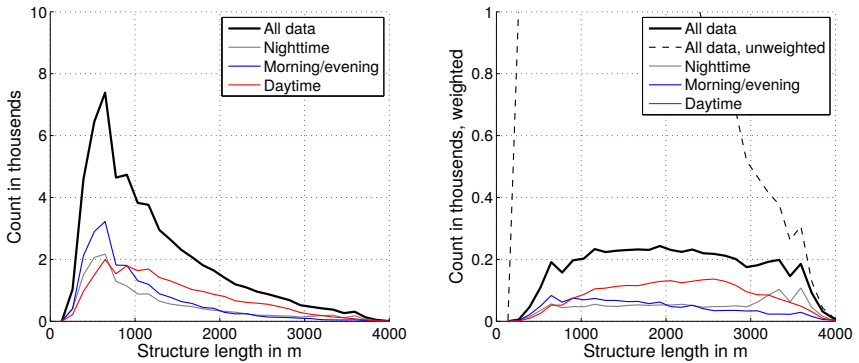 All data
Nighttime
Morning/evening
Daytime
10
8
6
4
2
0
0
1000
2000
3000
4000
Count in thousands
Structure length in m
All data
All data, unweighted
Nighttime
Morning/evening
Daytime
1
0.8
0.6
0.4
0.2
0
0
1000
2000
3000
4000
Count in thousands, weighted
Structure length in m